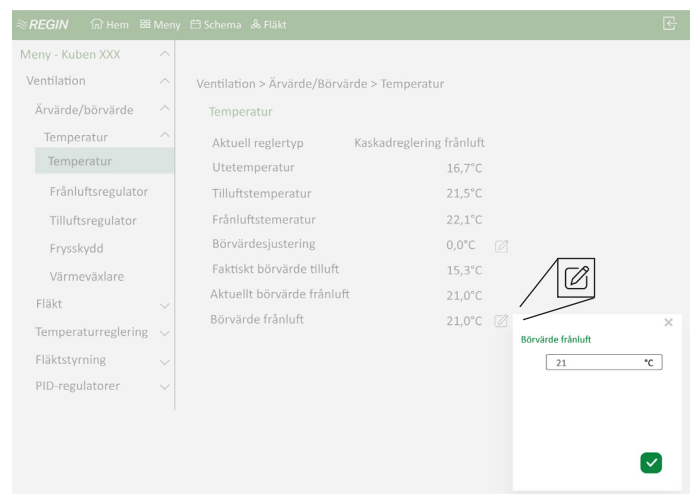 REGIN Hem Meny Schema Fläkt
Meny - Kuben XXX
Ventilation
Ärvärde/börvärde
Temperatur
Temperatur
Frånluftsregulator
Tilluftsregulator
Frysskydd
Värmeväxlare
Fläkt
Temperaturreglering
Fläktstyrning
PID-regulatorer
Ventilation > Ärvärde/Börvärde > Temperatur
Temperatur
Aktuell reglertyp Kaskadreglering frånluft
Utetemperatur 16,7°C
Tilluftstemperatur 21,5°C
Frånluftstemeratur 22,1°C
Börvärdesjustering 0,0°C
Faktiskt börvärde tilluft 15,3°C
Aktuellt börvärde frånluft 21,0°C
Börvärde frånluft 21,0°C
Börvärde frånluft
21 °C